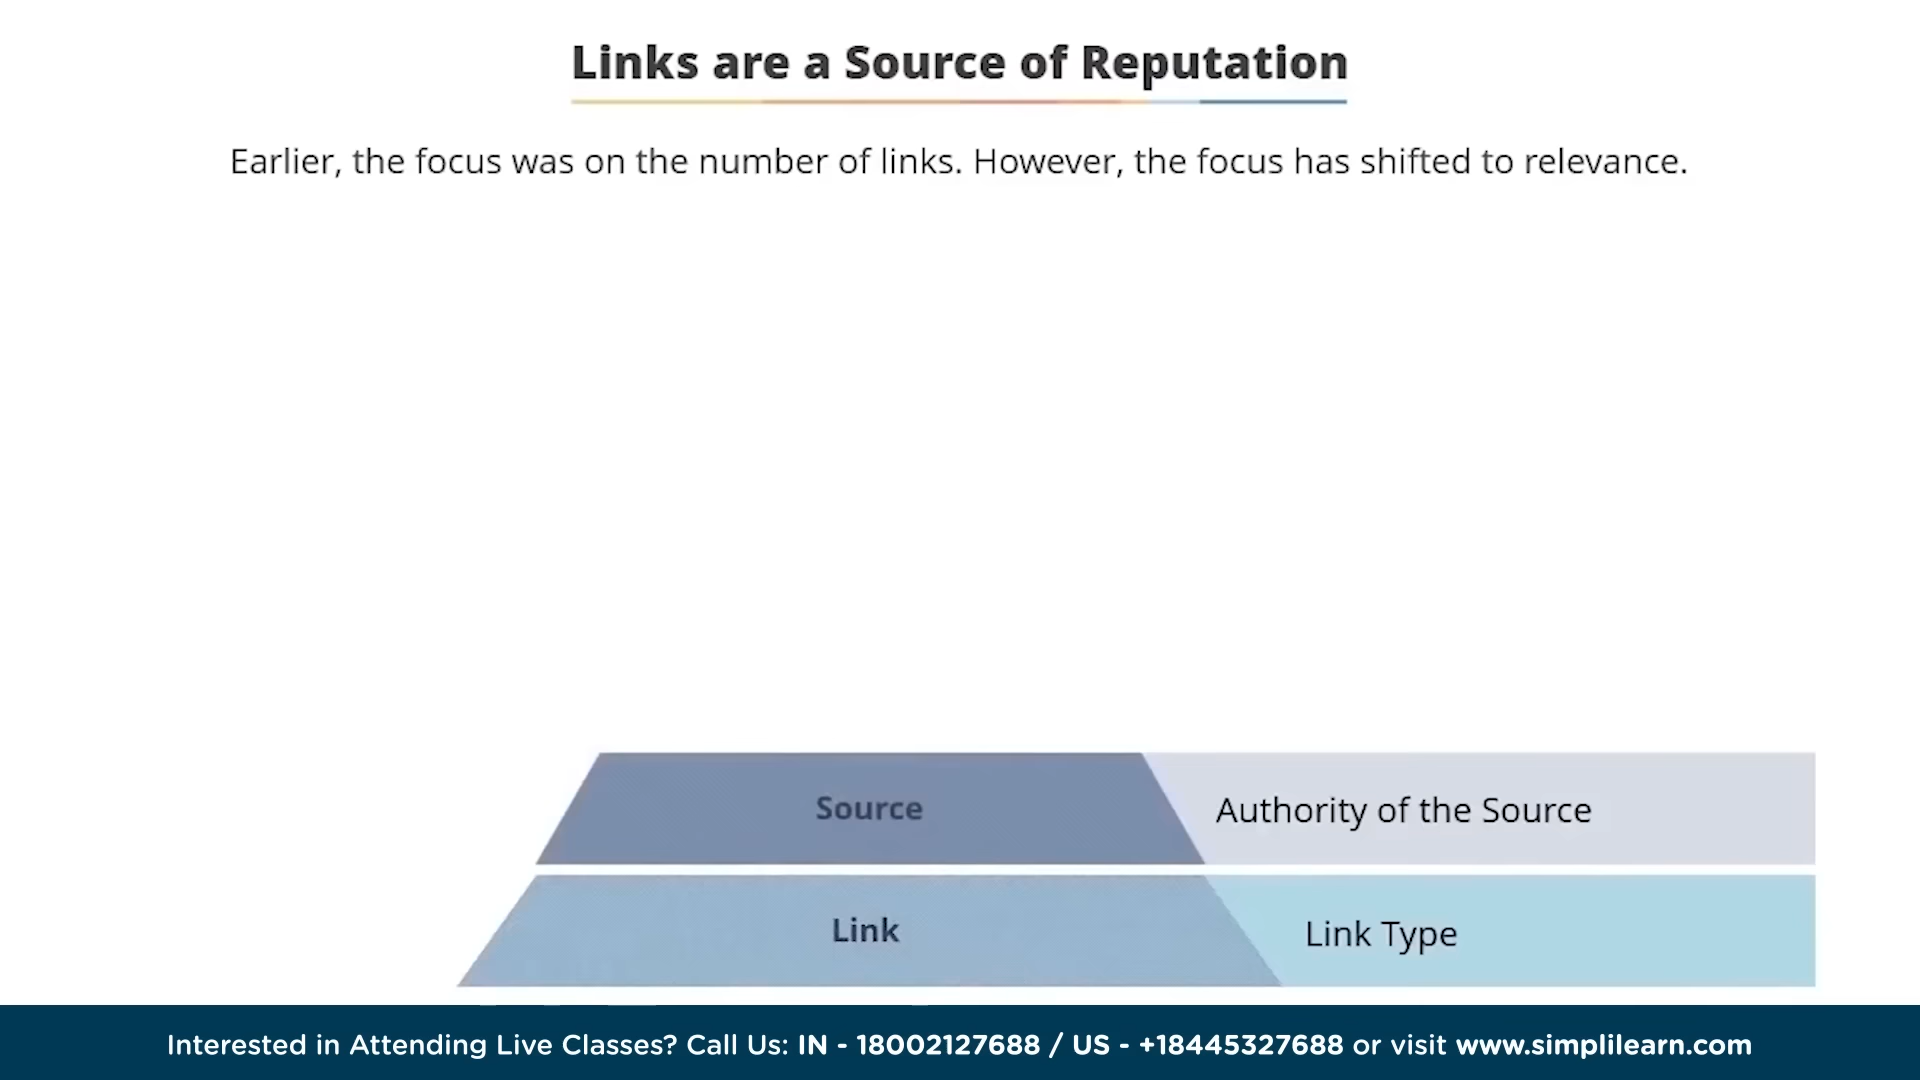 Links are a Source of Reputation
Earlier, the focus was on the number of links. However, the focus has shifted to relevance.
Source
Authority of the Source
Link
Link Type
Interested in Attending Live Classes? Call Us: IN - 18002127688 / US - +18445327688 or visit www.simplilearn.com